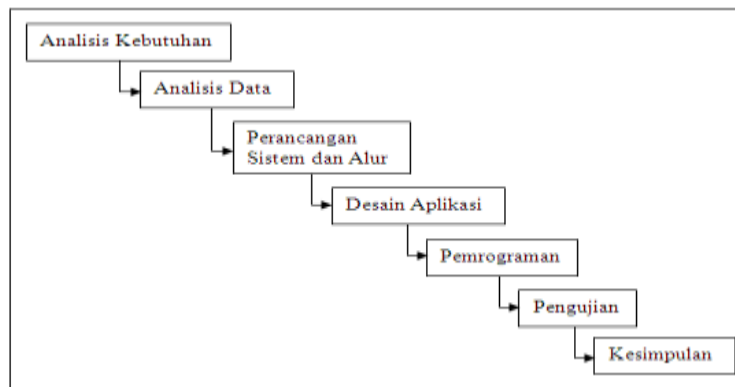 Analisis Kebutuhan
Analisis Data
Perancangan
Sistem dan Alur
Desain Aplikasi
Pemrograman
Pengujian
Kesimpulan